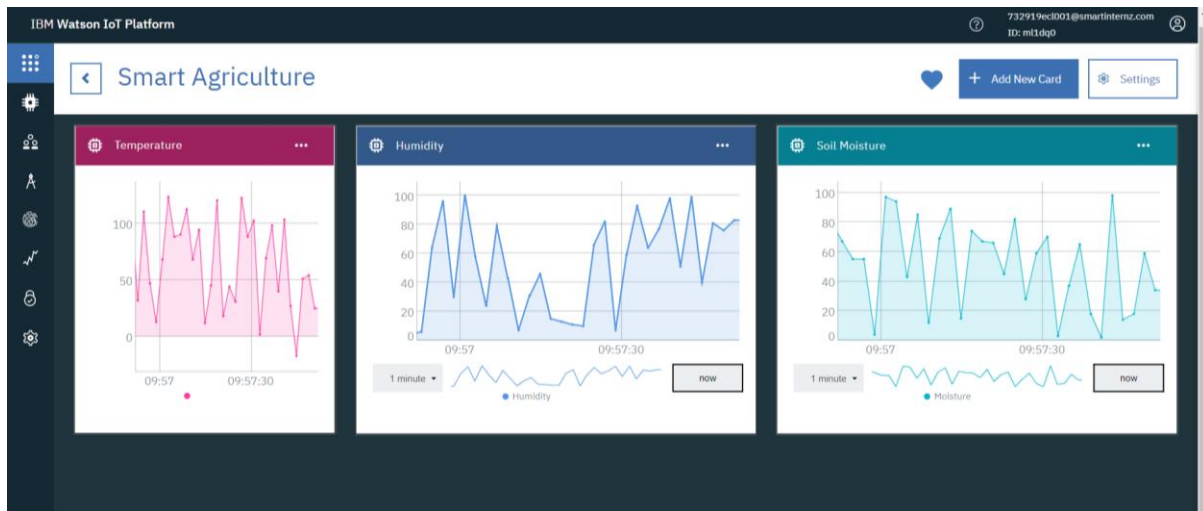 IBM Watson IoT Platform
732919ecl001@smartinternz.com
ID: ml1dq0
Smart Agriculture
+ Add New Card
Settings
Temperature
Humidity
Soil Moisture
100
50
0
09:57
09:57:30
100
80
60
40
20
0
09:57
09:57:30
1 minute
now
Humidity
100
80
60
40
20
0
09:57
09:57:30
1 minute
now
Moisture